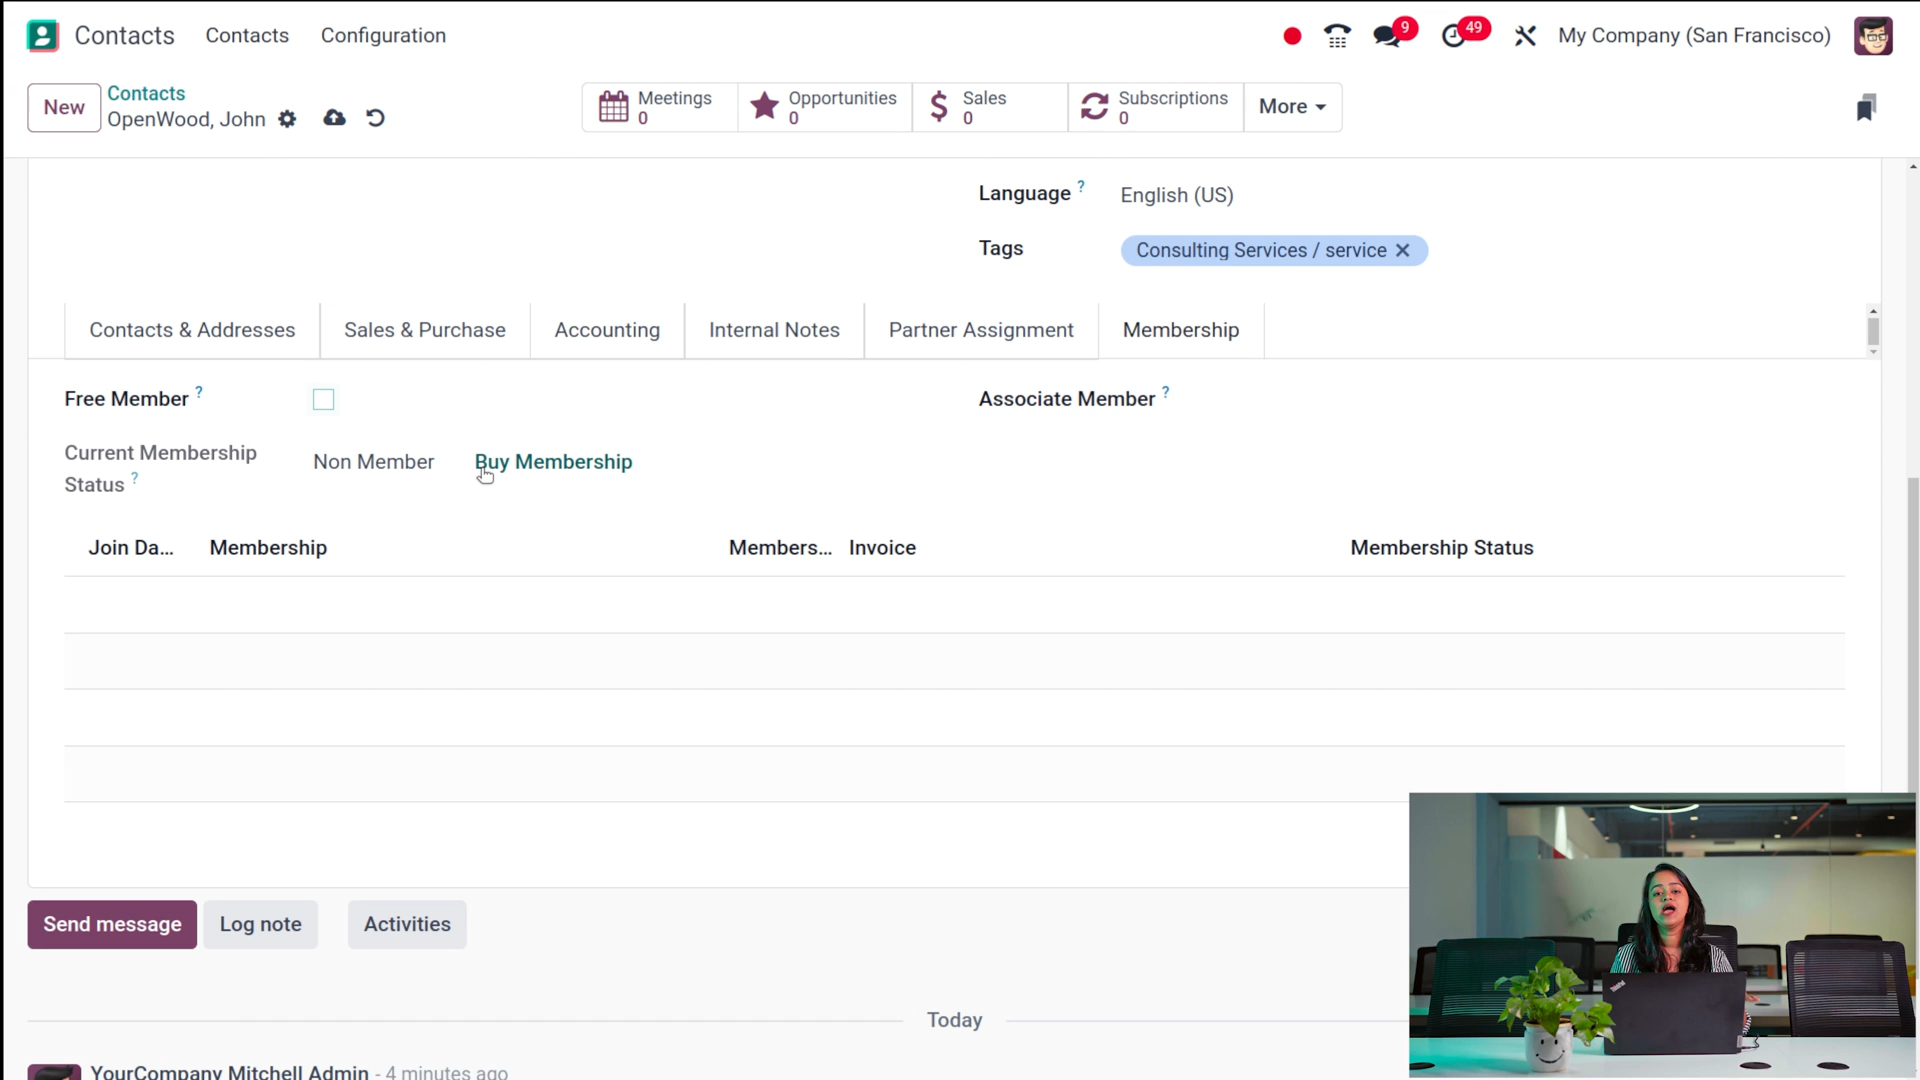 Contacts Contacts Configuration 9 49 My Company (San Francisco)
New Contacts
OpenWood, John
Meetings 0
Opportunities 0
Sales 0
Subscriptions 0
More
Language ? English (US)
Tags Consulting Services / service
Contacts & Addresses Sales & Purchase Accounting Internal Notes Partner Assignment Membership
Free Member ? Associate Member ?
Current Membership Status ? Non Member Buy Membership
Join Da... Membership Members... Invoice Membership Status
Send message Log note Activities
Today
YourCompany Mitchell Admin - 4 minutes ago